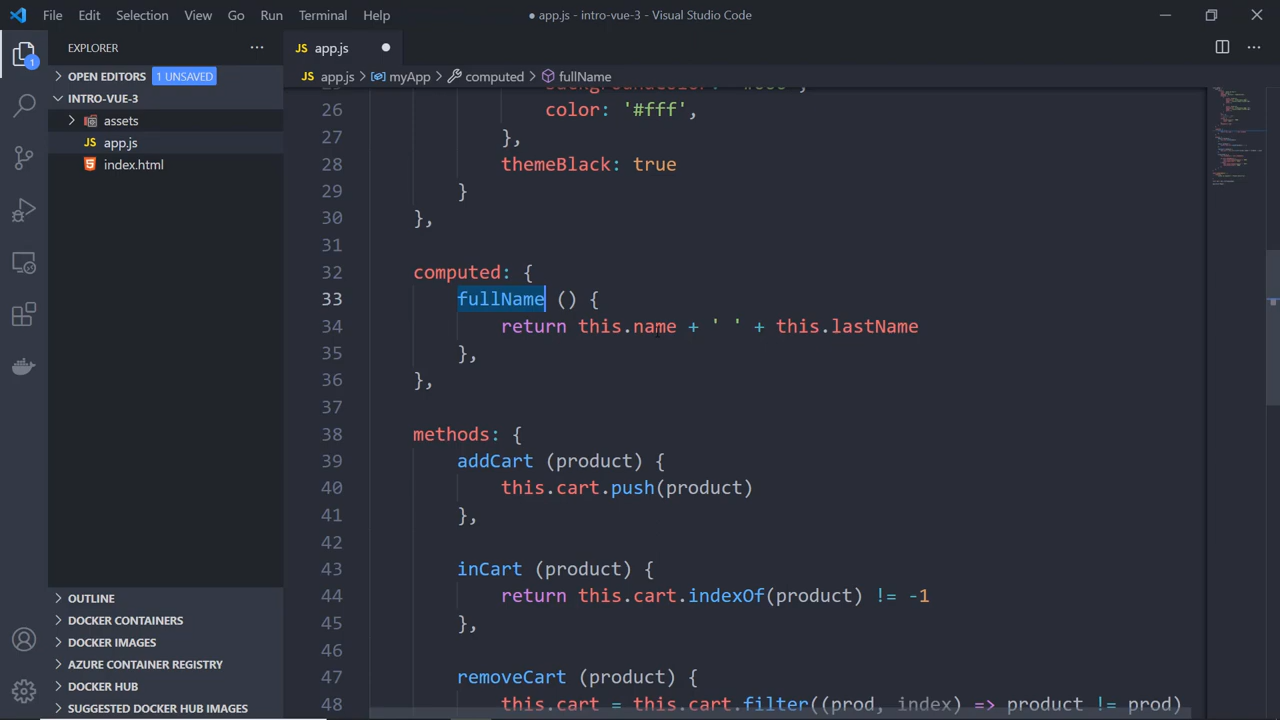 File Edit Selection View Go Run Terminal Help
● app.js - intro-vue-3 - Visual Studio Code
EXPLORER
JS app.js
OPEN EDITORS 1 UNSAVED
JS app.js > myApp > computed > fullName
INTRO-VUE-3
assets
JS app.js
index.html
26 color: '#fff',
27 },
28 themeBlack: true
29 }
30 },
31
32 computed: {
33 fullName () {
34 return this.name + ' ' + this.lastName
35 },
36 },
37
38 methods: {
39 addCart (product) {
40 this.cart.push(product)
41 },
42
43 inCart (product) {
44 return this.cart.indexOf(product) != -1
45 },
46
47 removeCart (product) {
48 this.cart = this.cart.filter((prod, index) => product != prod)
OUTLINE
DOCKER CONTAINERS
DOCKER IMAGES
AZURE CONTAINER REGISTRY
DOCKER HUB
SUGGESTED DOCKER HUB IMAGES
1